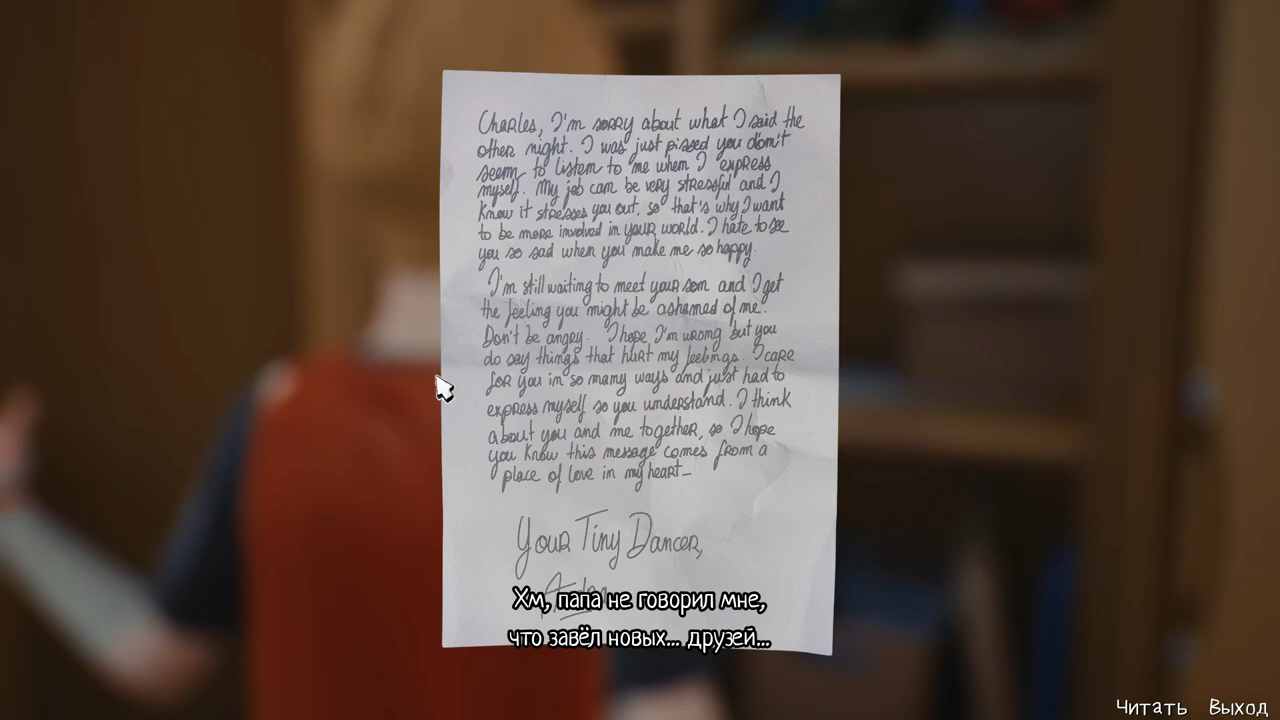 Charles, I'm sorry about what I said the
other night. I was just pissed you don't
seem to listen to me when I express
myself. My job can be very stressful and I
know it stresses you out, so that's why I want
to be more involved in your world. I hate to see
you so sad when you make me so happy.
I'm still waiting to meet your son and I get
the feeling you might be ashamed of me.
Don't be angry. I hope I'm wrong but you
do say things that hurt my feelings. I care
for you in so many ways and just had to
express myself so you understand. I think
about you and me together, so I hope
you know this message comes from a
place of love in my heart—
Your Tiny Dancer,
Хм, папа не говорил мне,
что завёл новых... друзей...
Читать Выход